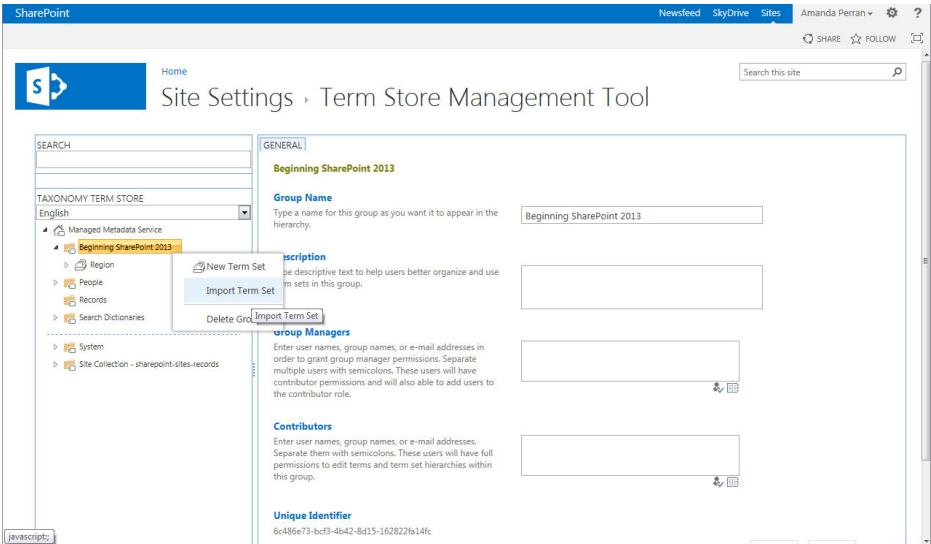 SharePoint
Newsfeed SkyDrive Sites Amanda Perran ?
SHARE FOLLOW
S
Home
Search this site
Site Settings Term Store Management Tool
SEARCH
TAXONOMY TERM STORE
English
Managed Metadata Service
Beginning SharePoint 2013
Region
People
Records
Search Dictionaries
System
Site Collection - sharepoint-sites-records
New Term Set
Import Term Set
Delete Gro
Import Term Set
GENERAL
Beginning SharePoint 2013
Group Name
Type a name for this group as you want it to appear in the
hierarchy.
Beginning SharePoint 2013
escription
pe descriptive text to help users better organize and use
m sets in this group.
Group Managers
Enter user names, group names, or e-mail addresses in
order to grant group manager permissions. Separate
multiple users with semicolons. These users will have
contributor permissions and will also able to add users to
the contributor role.
Contributors
Enter user names, group names, or e-mail addresses.
Separate them with semicolons. These users will have full
permissions to edit terms and term set hierarchies within
this group.
Unique Identifier
6c486e73-bcf3-4b42-8d15-162822fa14fc
javascript:;